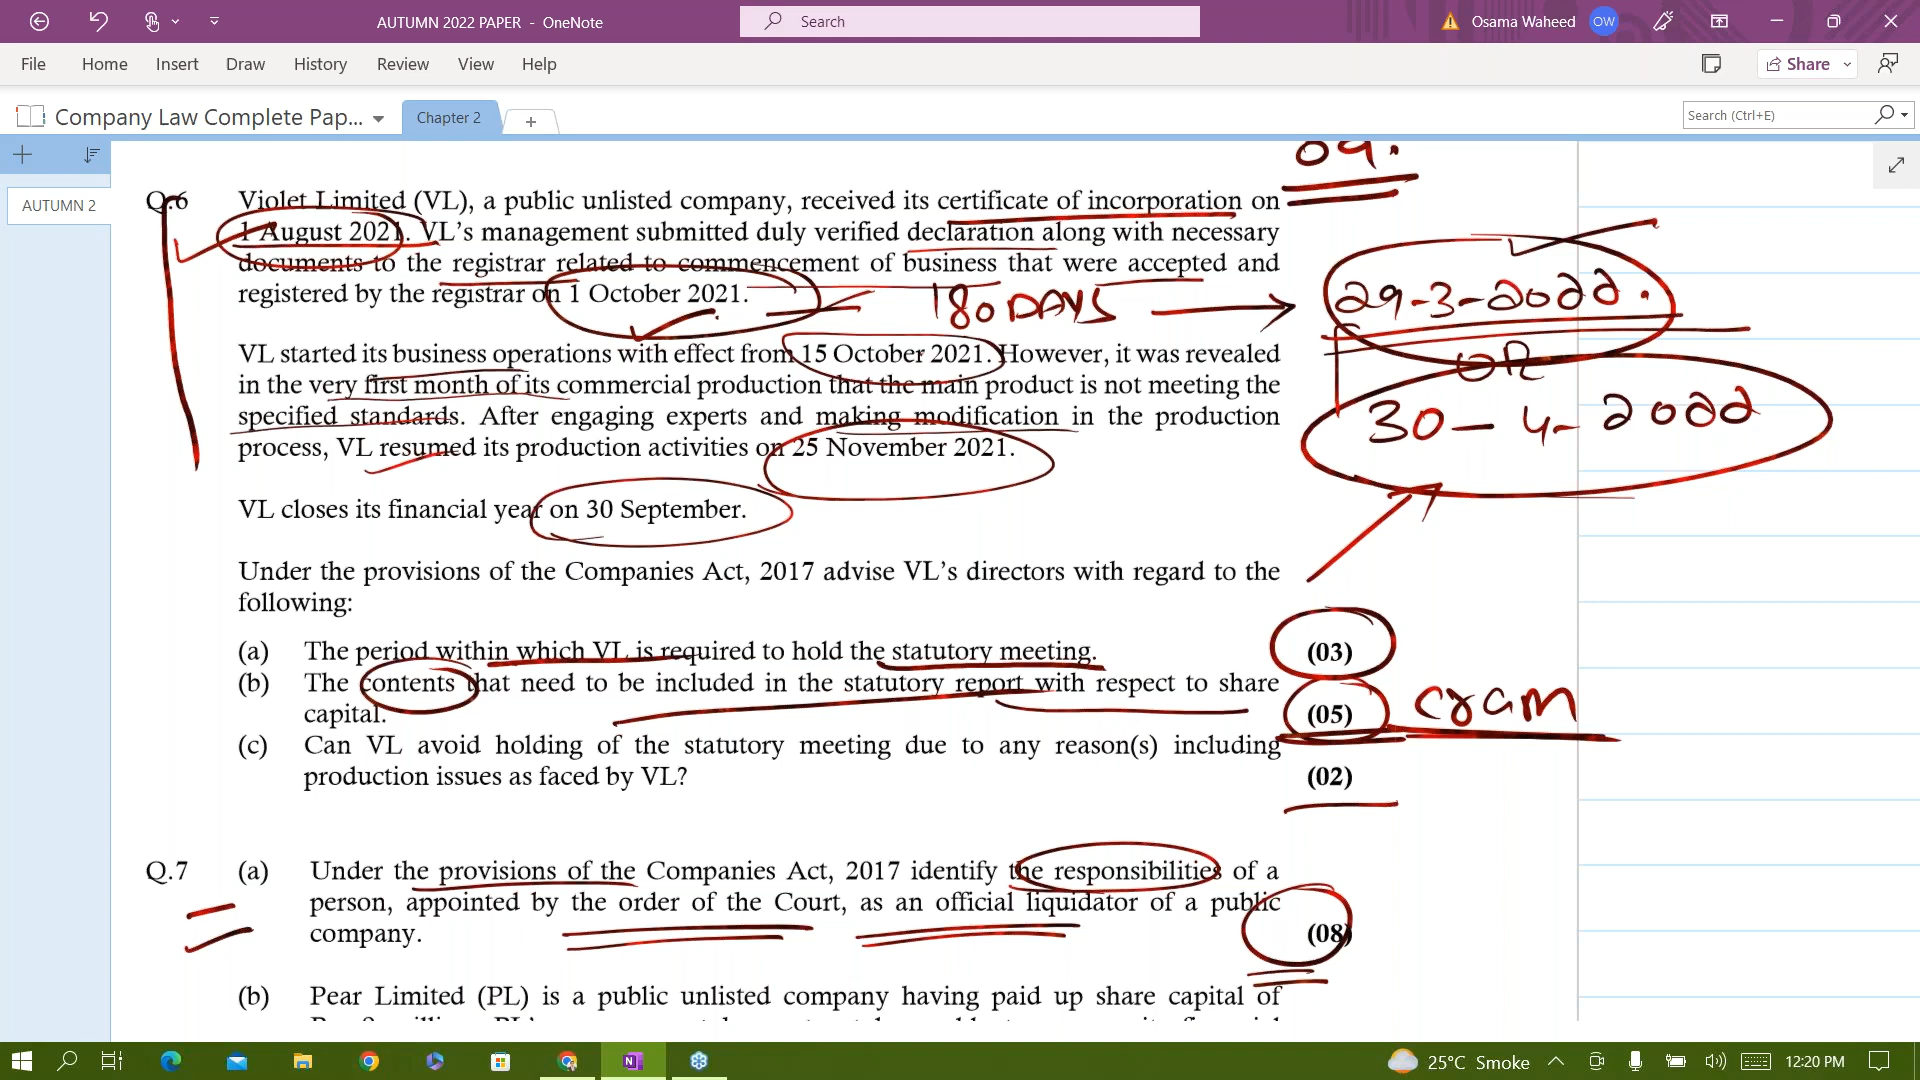 AUTUMN 2022 PAPER - OneNote
Search
Osama Waheed
OW
File Home Insert Draw History Review View Help
Share
Company Law Complete Pap...
Chapter 2
Search (Ctrl+E)
AUTUMN 2
09.
Q.6 Violet Limited (VL), a public unlisted company, received its certificate of incorporation on
1 August 2021. VL's management submitted duly verified declaration along with necessary
documents to the registrar related to commencement of business that were accepted and
registered by the registrar on 1 October 2021.
180 DAYS
29-3-2022.
OR
30-4-2022
VL started its business operations with effect from 15 October 2021. However, it was revealed
in the very first month of its commercial production that the main product is not meeting the
specified standards. After engaging experts and making modification in the production
process, VL resumed its production activities on 25 November 2021.
VL closes its financial year on 30 September.
Under the provisions of the Companies Act, 2017 advise VL's directors with regard to the
following:
(a) The period within which VL is required to hold the statutory meeting. (03)
(b) The contents that need to be included in the statutory report with respect to share
capital. (05) cram
(c) Can VL avoid holding of the statutory meeting due to any reason(s) including
production issues as faced by VL? (02)
Q.7 (a) Under the provisions of the Companies Act, 2017 identify the responsibilities of a
person, appointed by the order of the Court, as an official liquidator of a public
company. (08)
(b) Pear Limited (PL) is a public unlisted company having paid up share capital of
25°C Smoke
12:20 PM